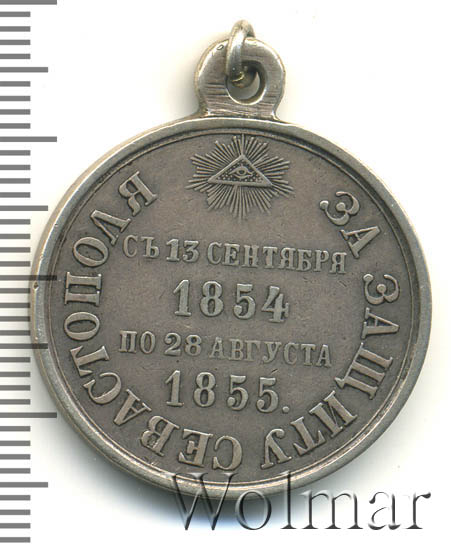 ЗА ЗАЩИТУ СЕВАСТОПОЛЯ
СЪ 13 СЕНТЯБРЯ
1854
ПО 28 АВГУСТА
1855.
Wolmar